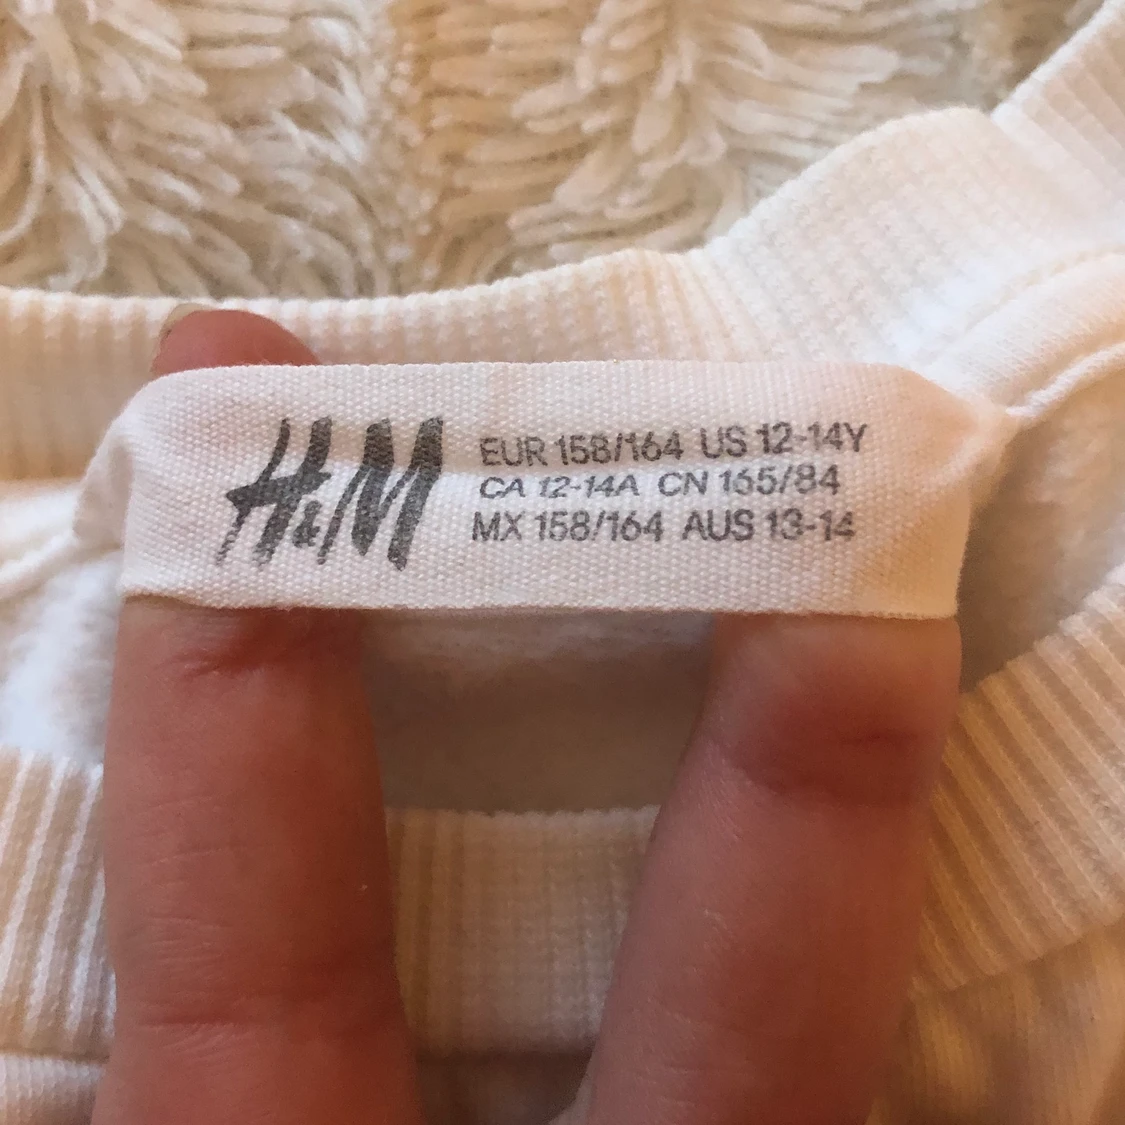 H&M
EUR 158/164 US 12-14Y
CA 12-14A CN 165/84
MX 158/164 AUS 13-14